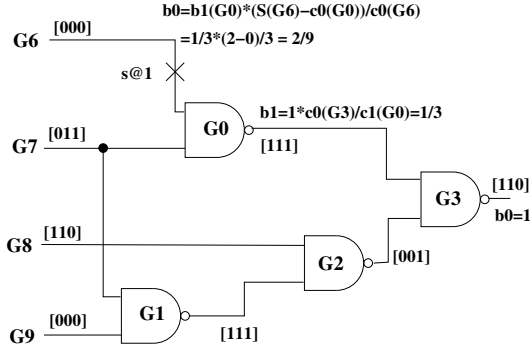 b0=b1(G0)*(S(G6)−c0(G0))/c0(G6)
=1/3*(2−0)/3 = 2/9
G6 [000]
s@1
G0
b1=1*c0(G3)/c1(G0)=1/3
G7 [011]
[111]
G3
[110]
b0=1
G8 [110]
G2
[001]
G1
G9 [000]
[111]